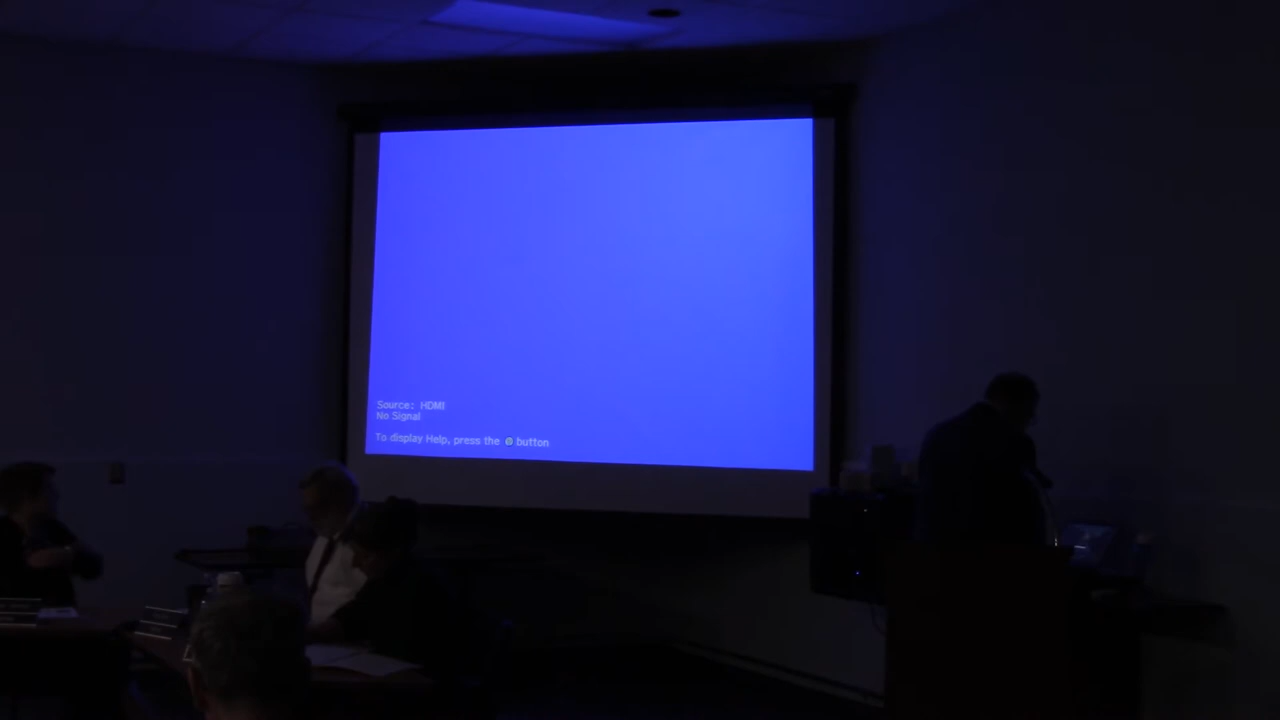 Source: HDMI
No Signal
To display Help, press the button